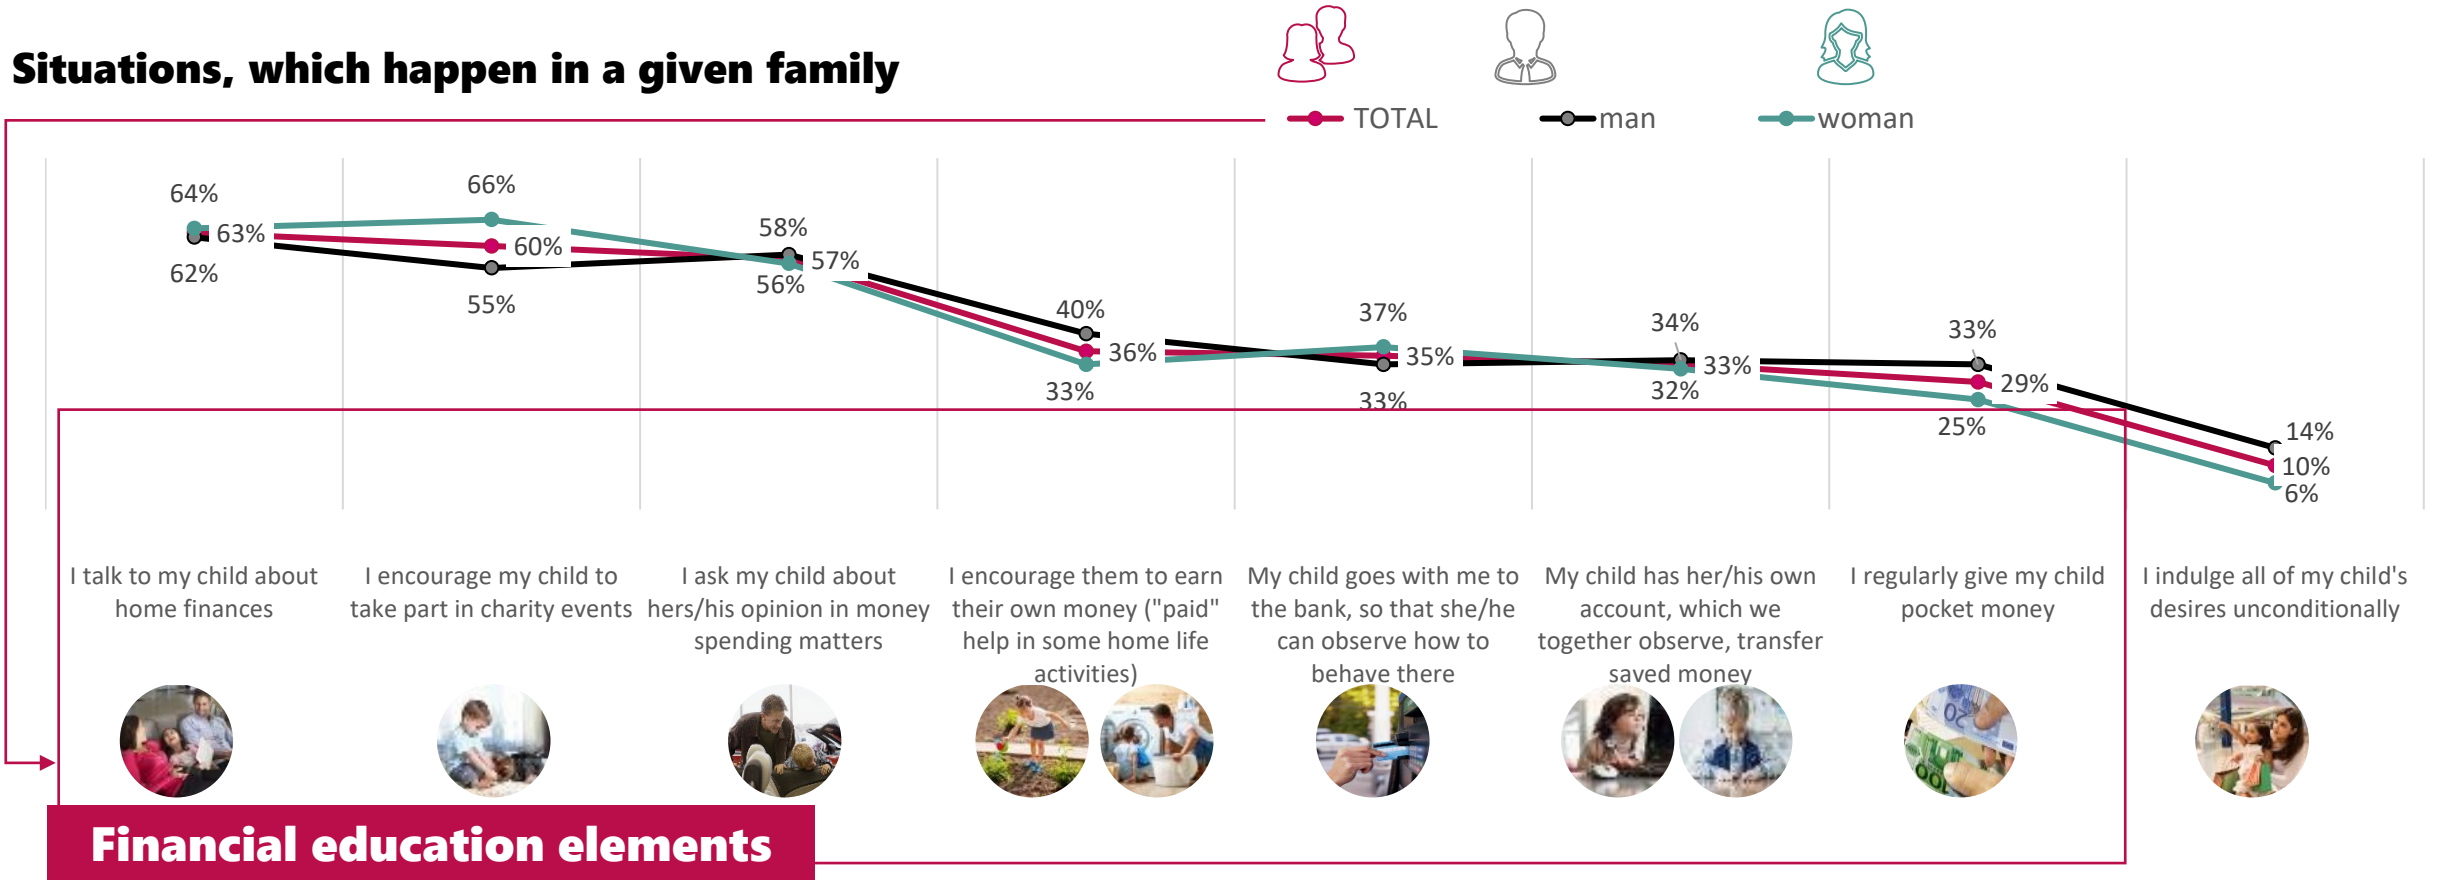 Situations, which happen in a given family
TOTAL
man
woman
64%
63%
62%
66%
60%
55%
58%
57%
56%
40%
36%
33%
37%
35%
33%
34%
33%
32%
33%
29%
25%
14%
10%
6%
I talk to my child about
home finances
I encourage my child to
take part in charity events
I ask my child about
hers/his opinion in money
spending matters
I encourage them to earn
their own money ("paid"
help in some home life
activities)
My child goes with me to
the bank, so that she/he
can observe how to
behave there
My child has her/his own
account, which we
together observe, transfer
saved money
I regularly give my child
pocket money
I indulge all of my child's
desires unconditionally
Financial education elements